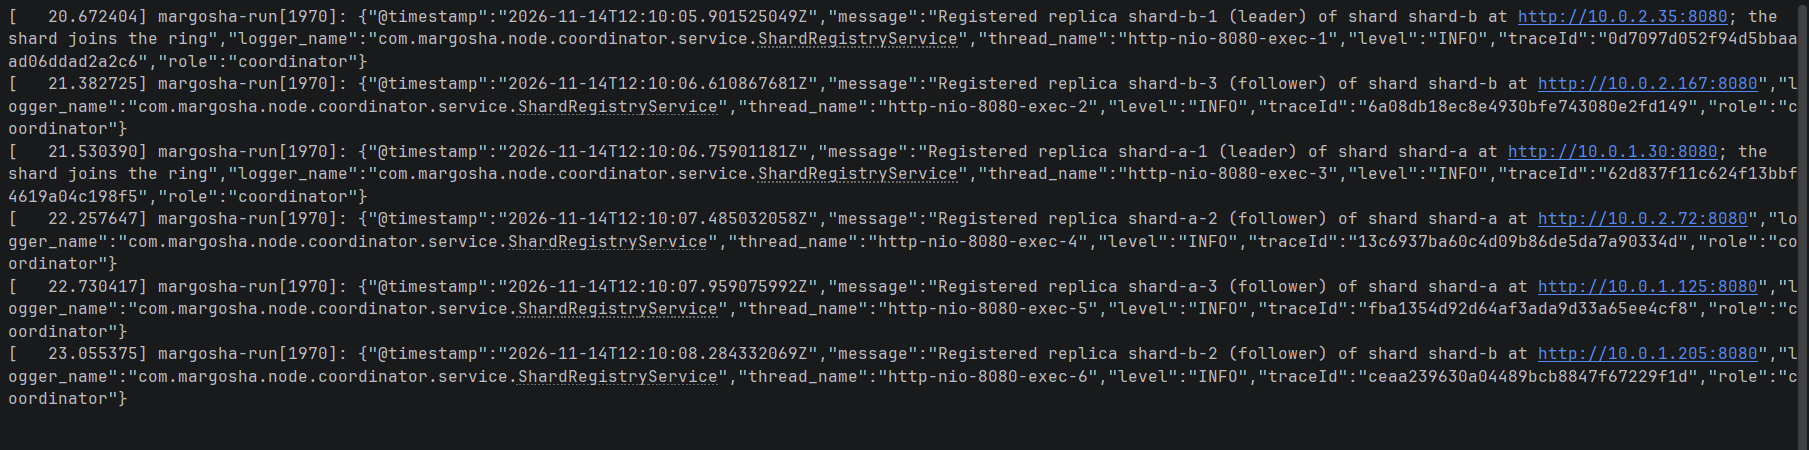 [   20.672404] margosha-run[1970]: {"@timestamp":"2026-11-14T12:10:05.901525049Z","message":"Registered replica shard-b-1 (leader) of shard shard-b at http://10.0.2.35:8080; the
shard joins the ring","logger_name":"com.margosha.node.coordinator.service.ShardRegistryService","thread_name":"http-nio-8080-exec-1","level":"INFO","traceId":"0d7097d052f94d5bbaa
ad06ddad2a2c6","role":"coordinator"}
[   21.382725] margosha-run[1970]: {"@timestamp":"2026-11-14T12:10:06.610867681Z","message":"Registered replica shard-b-3 (follower) of shard shard-b at http://10.0.2.167:8080","l
ogger_name":"com.margosha.node.coordinator.service.ShardRegistryService","thread_name":"http-nio-8080-exec-2","level":"INFO","traceId":"6a08db18ec8e4930bfe743080e2fd149","role":"c
oordinator"}
[   21.530390] margosha-run[1970]: {"@timestamp":"2026-11-14T12:10:06.75901181Z","message":"Registered replica shard-a-1 (leader) of shard shard-a at http://10.0.1.30:8080; the
shard joins the ring","logger_name":"com.margosha.node.coordinator.service.ShardRegistryService","thread_name":"http-nio-8080-exec-3","level":"INFO","traceId":"62d837f11c624f13bbf
4619a04c198f5","role":"coordinator"}
[   22.257647] margosha-run[1970]: {"@timestamp":"2026-11-14T12:10:07.485032058Z","message":"Registered replica shard-a-2 (follower) of shard shard-a at http://10.0.2.72:8080","lo
gger_name":"com.margosha.node.coordinator.service.ShardRegistryService","thread_name":"http-nio-8080-exec-4","level":"INFO","traceId":"13c6937ba60c4d09b86de5da7a90334d","role":"co
ordinator"}
[   22.730417] margosha-run[1970]: {"@timestamp":"2026-11-14T12:10:07.959075992Z","message":"Registered replica shard-a-3 (follower) of shard shard-a at http://10.0.1.125:8080","l
ogger_name":"com.margosha.node.coordinator.service.ShardRegistryService","thread_name":"http-nio-8080-exec-5","level":"INFO","traceId":"fba1354d92d64af3ada9d33a65ee4cf8","role":"c
oordinator"}
[   23.055375] margosha-run[1970]: {"@timestamp":"2026-11-14T12:10:08.284332069Z","message":"Registered replica shard-b-2 (follower) of shard shard-b at http://10.0.1.205:8080","l
ogger_name":"com.margosha.node.coordinator.service.ShardRegistryService","thread_name":"http-nio-8080-exec-6","level":"INFO","traceId":"ceaa239630a04489bcb8847f67229f1d","role":"c
oordinator"}